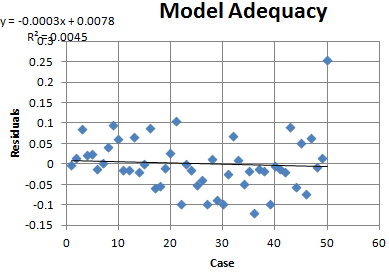 Model Adequacy
y = -0.0003x + 0.0078
R² = 0.0045
0.3
0.25
0.2
0.15
0.1
0.05
0
-0.05
-0.1
-0.15
Residuals
0 10 20 30 40 50 60
Case